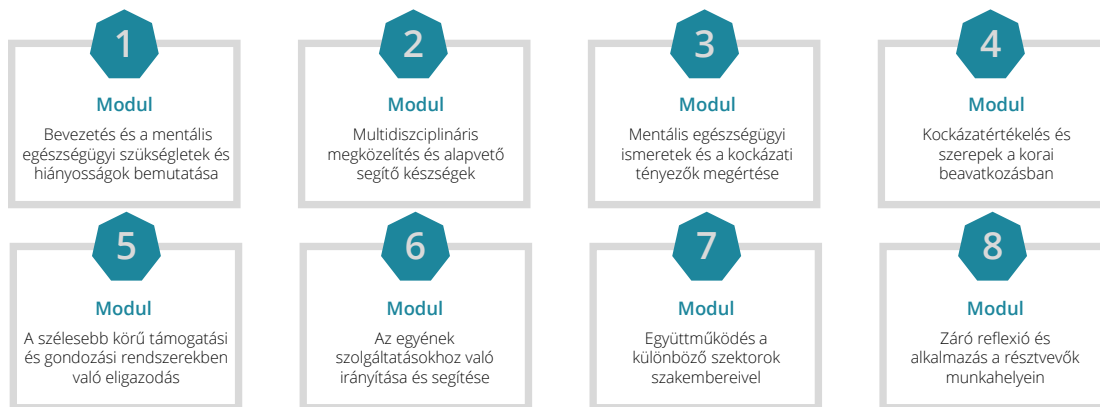 1
Modul
Bevezetés és a mentális
egészségügyi szükségletek és
hiányosságok bemutatása
2
Modul
Multidiszciplináris
megközelítés és alapvető
segítő készségek
3
Modul
Mentális egészségügyi
ismeretek és a kockázati
tényezők megértése
4
Modul
Kockázatértékelés és
szerepek a korai
beavatkozásban
5
Modul
A szélesebb körű támogatási
és gondozási rendszerekben
való eligazodás
6
Modul
Az egyének
szolgáltatásokhoz való
irányítása és segítése
7
Modul
Együttműködés a
különböző szektorok
szakembereivel
8
Modul
Záró reflexió és
alkalmazás a résztvevők
munkahelyein